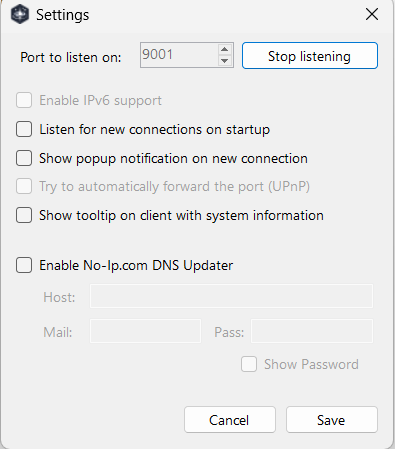 Settings
Port to listen on: 9001 Stop listening
Enable IPv6 support
Listen for new connections on startup
Show popup notification on new connection
Try to automatically forward the port (UPnP)
Show tooltip on client with system information
Enable No-Ip.com DNS Updater
Host:
Mail: Pass:
Show Password
Cancel Save